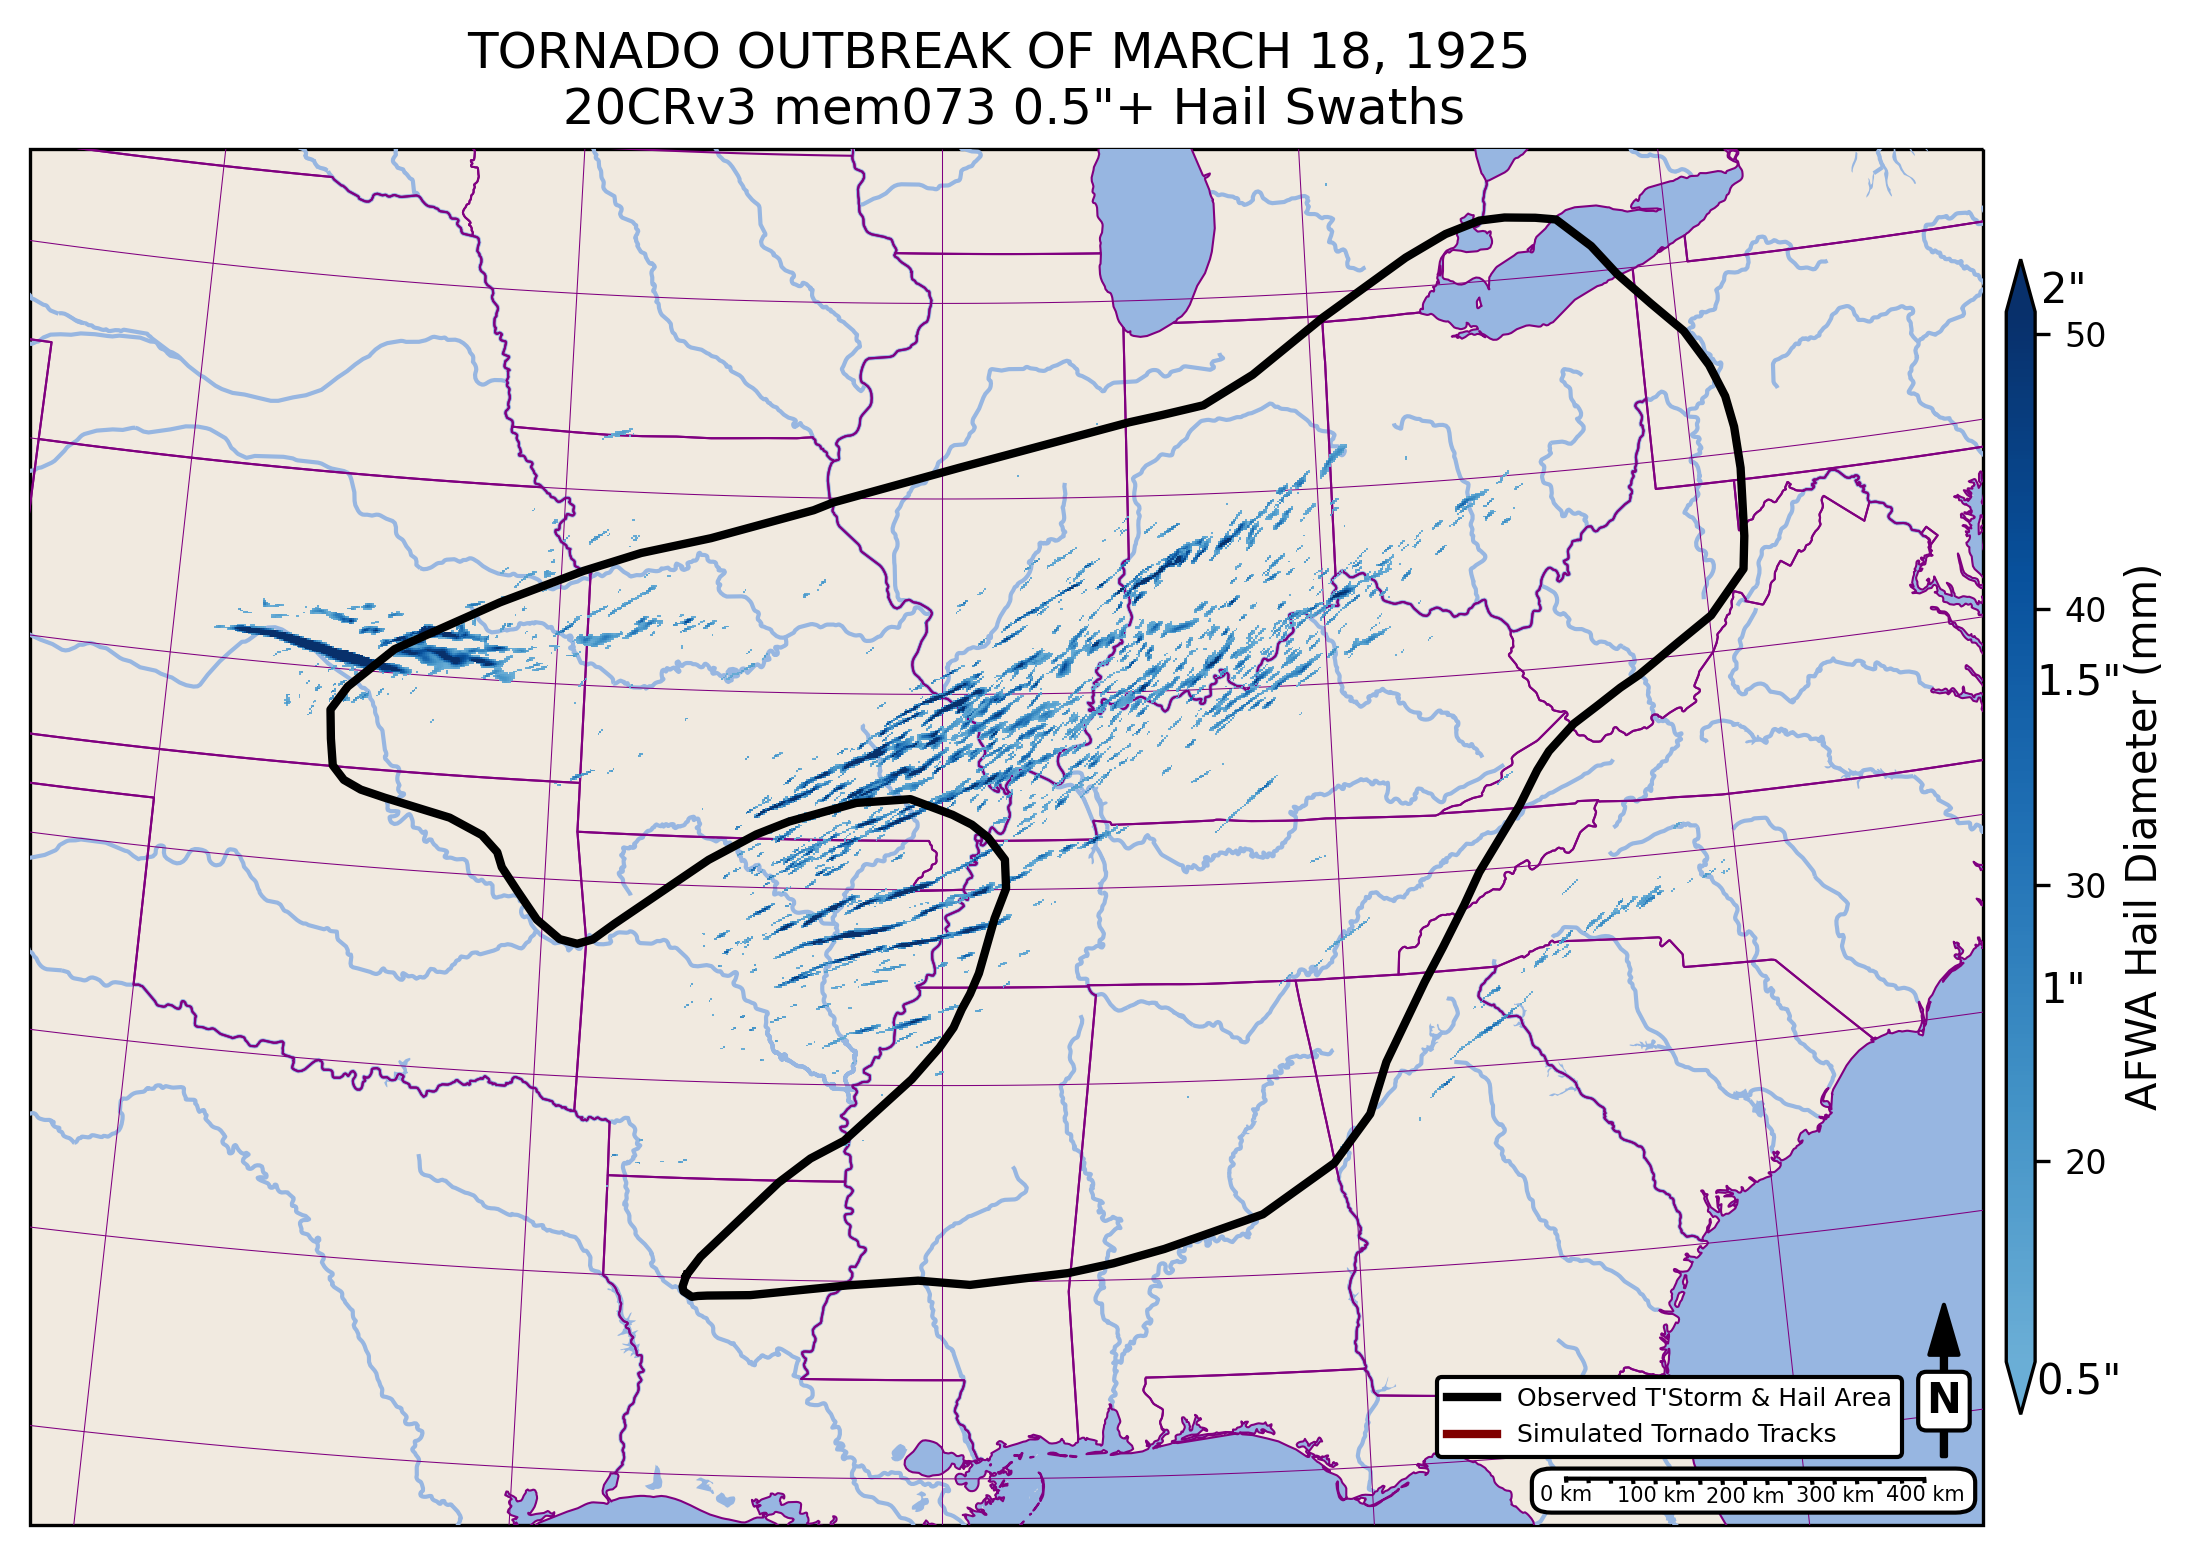 TORNADO OUTBREAK OF MARCH 18, 1925
20CRv3 mem073 0.5"+ Hail Swaths
2"
50
40
1.5"
30
1"
20
0.5"
AFWA Hail Diameter (mm)
Observed T'Storm & Hail Area
Simulated Tornado Tracks
N
0 km 100 km 200 km 300 km 400 km